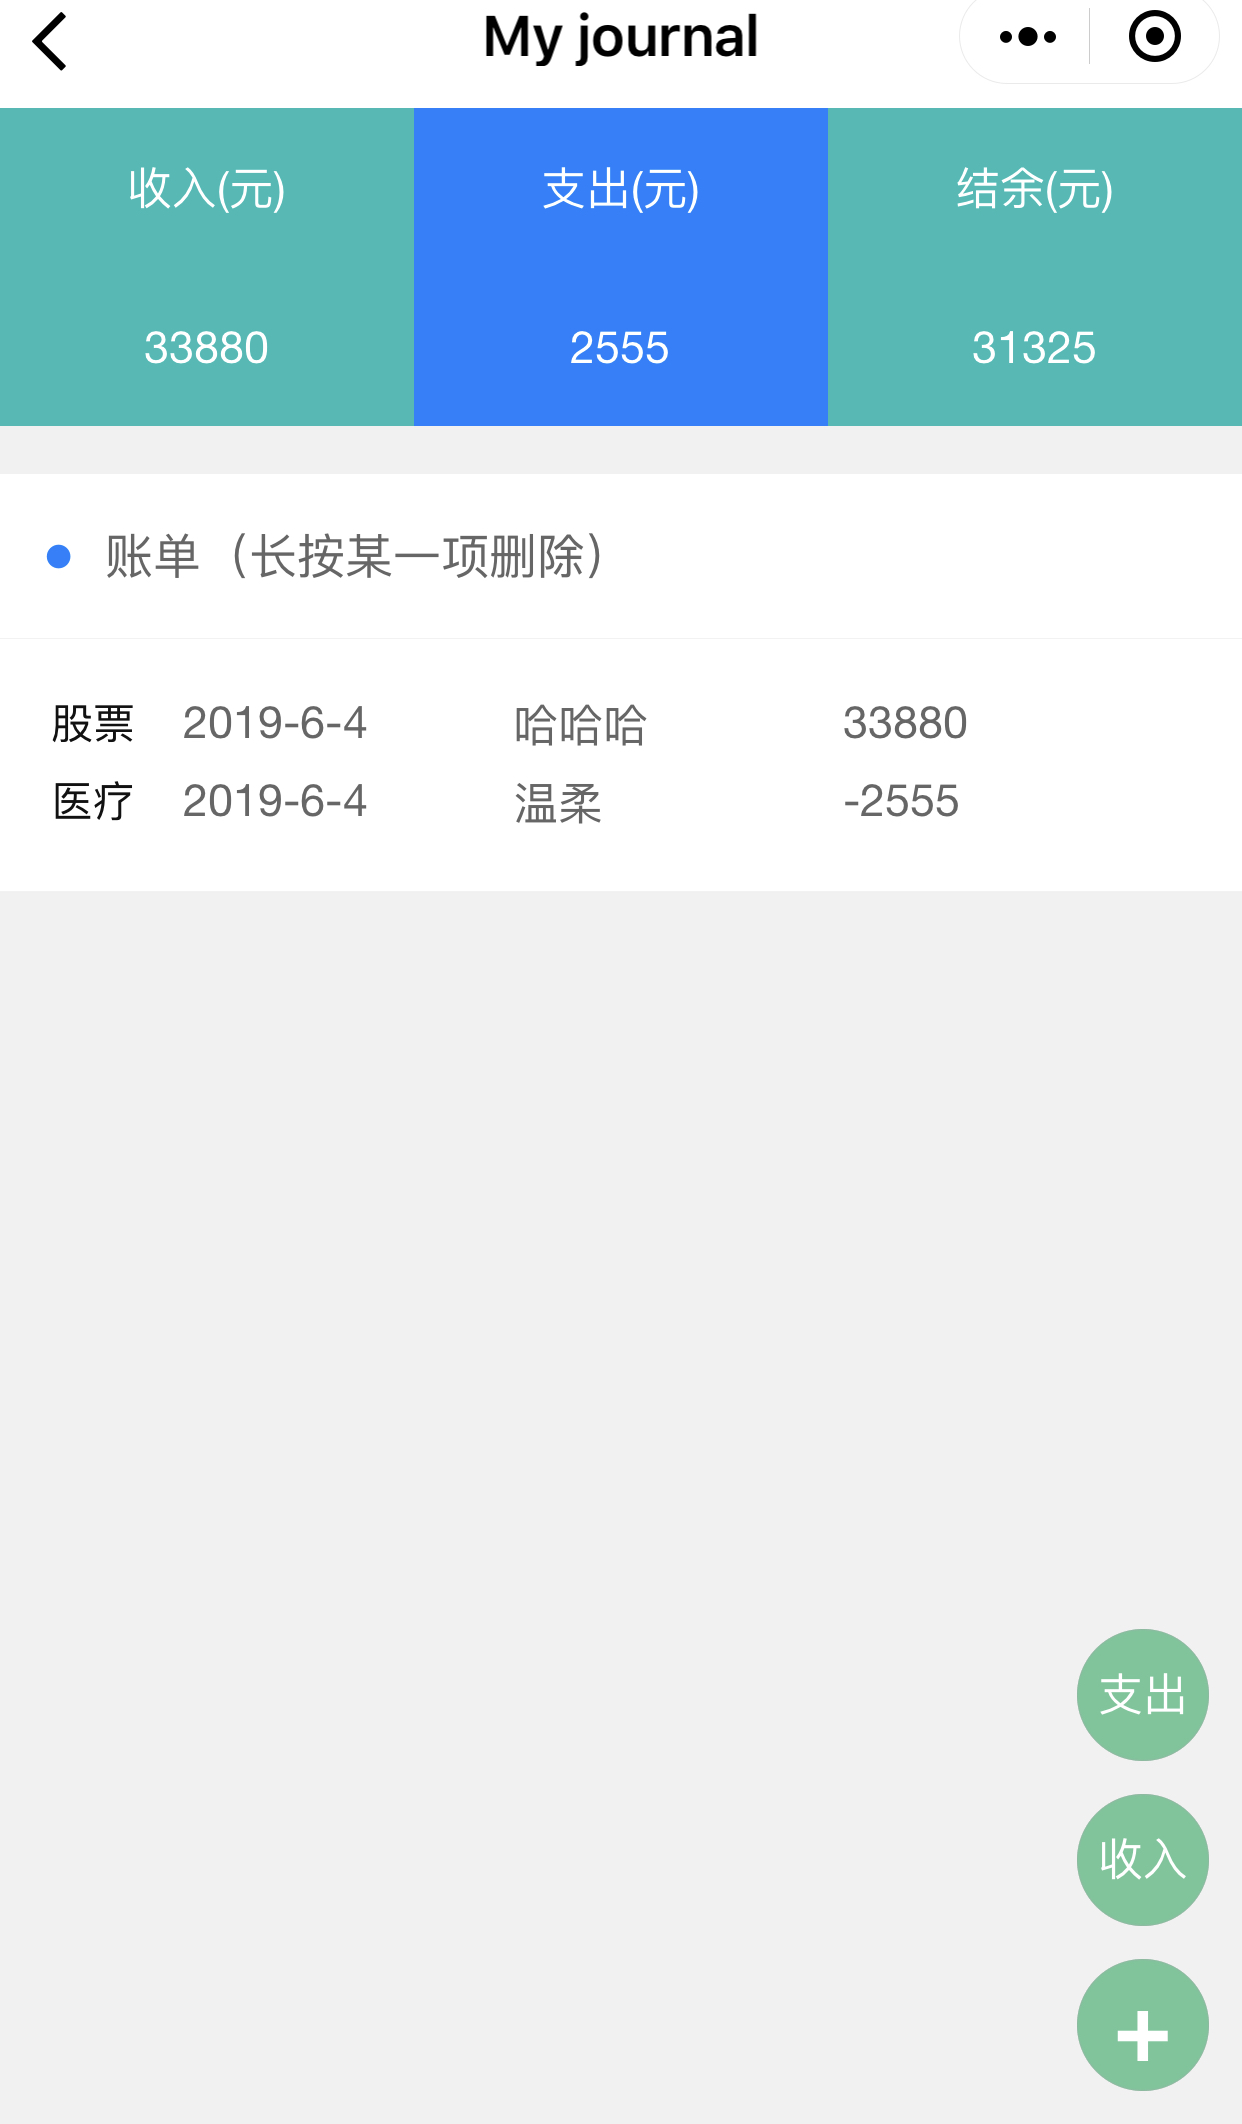 My journal
收入(元) 支出(元) 结余(元)
33880 2555 31325
账单（长按某一项删除）
股票 2019-6-4 哈哈哈 33880
医疗 2019-6-4 温柔 -2555
支出
收入
+